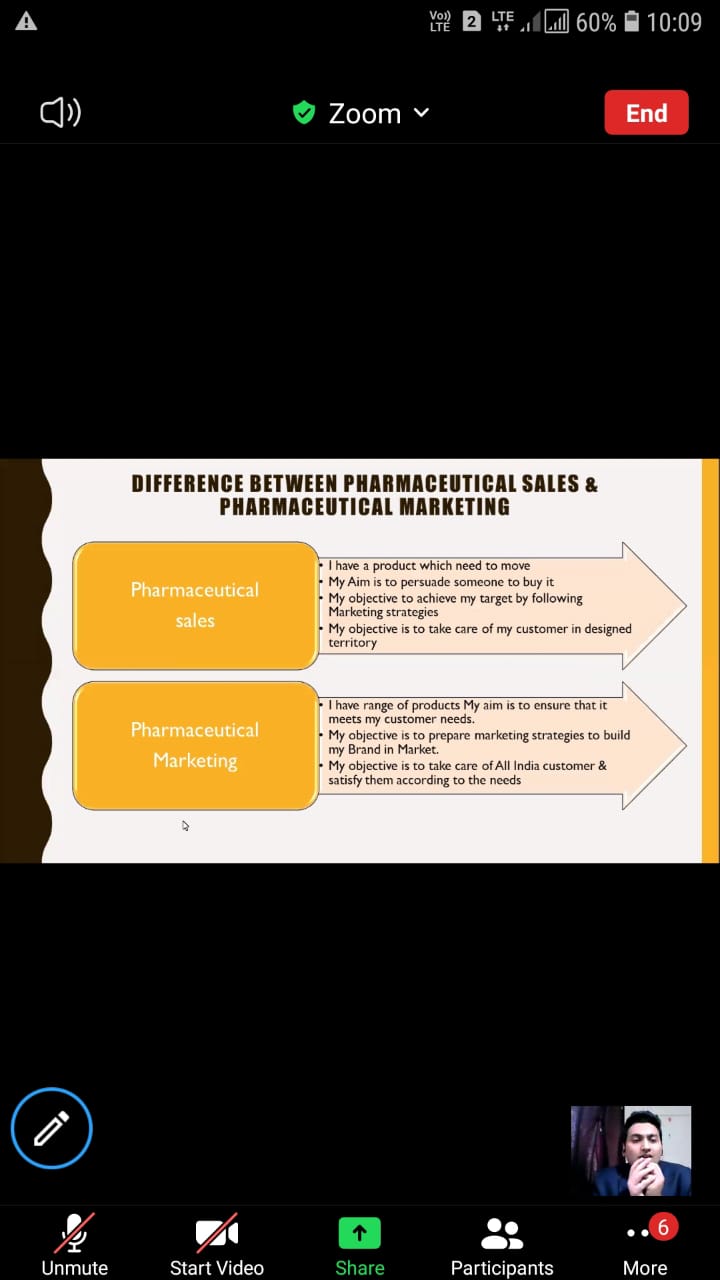 Vo)) LTE 2 LTE 60% 10:09
Zoom End
DIFFERENCE BETWEEN PHARMACEUTICAL SALES &
PHARMACEUTICAL MARKETING
Pharmaceutical
sales
• I have a product which need to move
• My Aim is to persuade someone to buy it
• My objective to achieve my target by following
Marketing strategies
• My objective is to take care of my customer in designed
territory
Pharmaceutical
Marketing
• I have range of products My aim is to ensure that it
meets my customer needs.
• My objective is to prepare marketing strategies to build
my Brand in Market.
• My objective is to take care of All India customer &
satisfy them according to the needs
6
Unmute Start Video Share Participants More